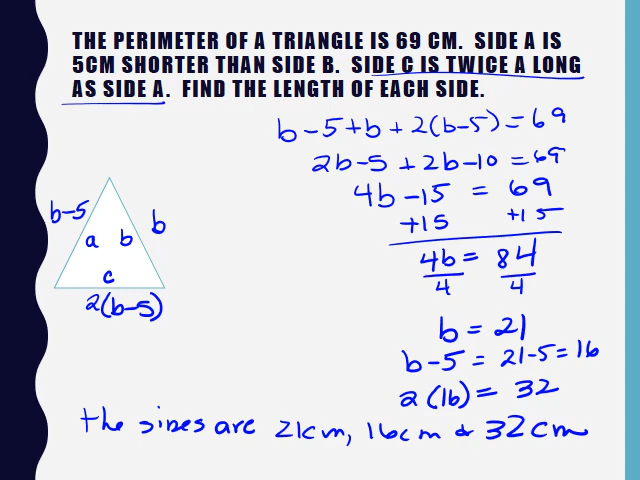 THE PERIMETER OF A TRIANGLE IS 69 CM. SIDE A IS
5CM SHORTER THAN SIDE B. SIDE C IS TWICE A LONG
AS SIDE A. FIND THE LENGTH OF EACH SIDE.
b-5+b+2(b-5)=69
2b-5+2b-10=69
4b-15 = 69
+15 +15
4b = 84
4 4
b = 21
b-5 = 21-5=16
2(16) = 32
b-5
b
a b
c
2(b-5)
the sides are 21cm, 16cm & 32cm